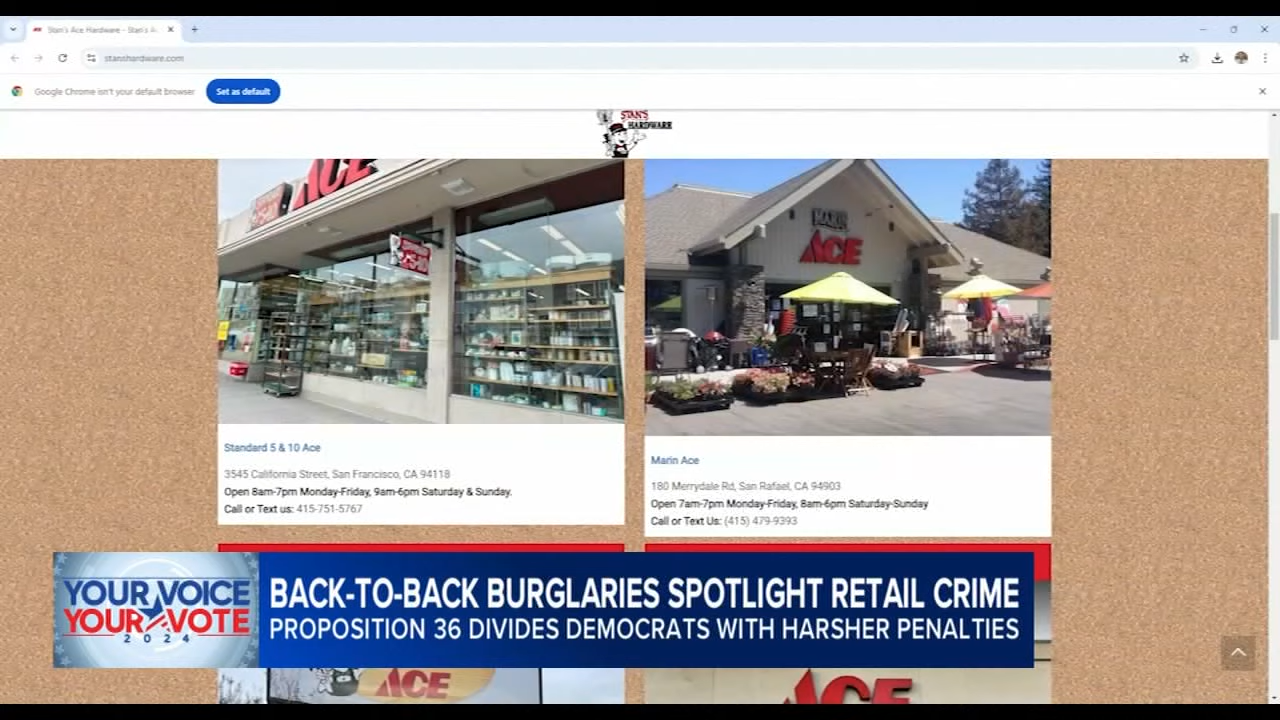 Stan's Ace Hardware - Stan's Ac
stanshardware.com
Google Chrome isn't your default browser
Set as default
STAN'S
HARDWARE
ACE
MARIN
ACE
Standard 5 & 10 Ace
3545 California Street, San Francisco, CA 94118
Open 8am-7pm Monday-Friday, 9am-6pm Saturday & Sunday.
Call or Text us: 415-751-5767
Marin Ace
180 Merrydale Rd, San Rafael, CA 94903
Open 7am-7pm Monday-Friday, 8am-6pm Saturday-Sunday
Call or Text Us: (415) 479-9393
YOUR VOICE
YOUR VOTE
2024
BACK-TO-BACK BURGLARIES SPOTLIGHT RETAIL CRIME
PROPOSITION 36 DIVIDES DEMOCRATS WITH HARSHER PENALTIES
ACE
ACE